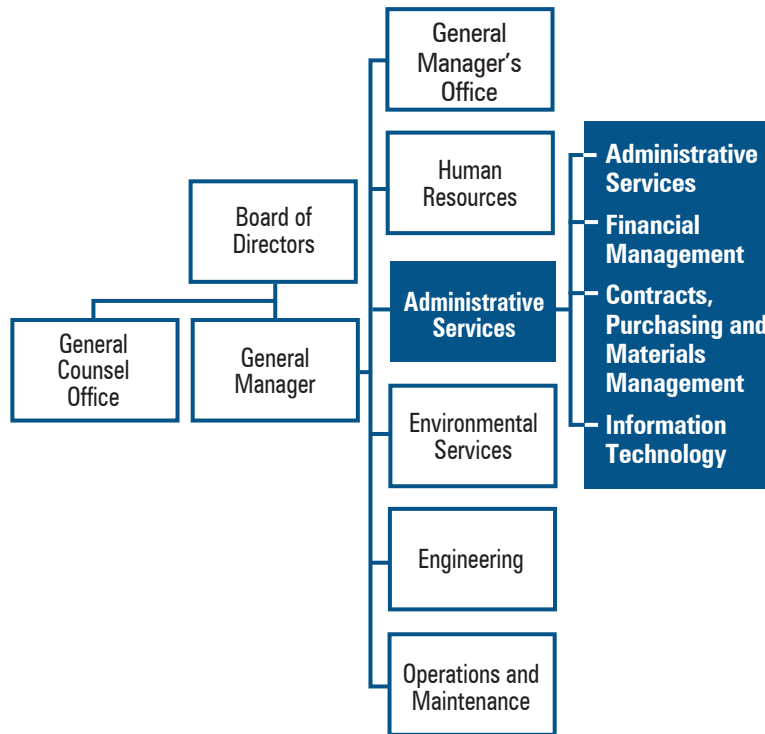 General
Manager's
Office
Human
Resources
Board of
Directors
Administrative
Services
General
Counsel
Office
General
Manager
Environmental
Services
Engineering
Operations and
Maintenance
Administrative
Services
Financial
Management
Contracts,
Purchasing and
Materials
Management
Information
Technology